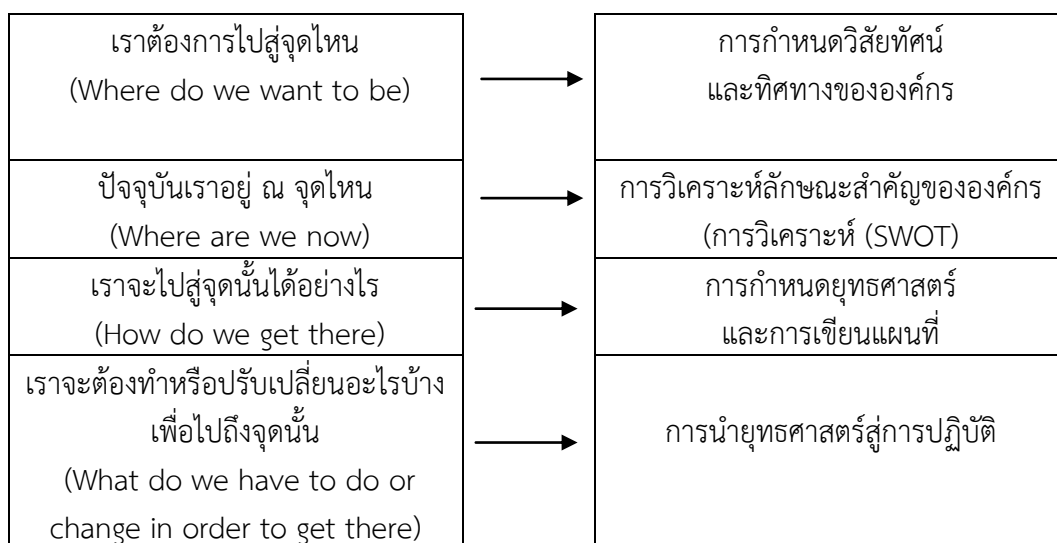 เราต้องการไปสู่จุดไหน
(Where do we want to be)
การกำหนดวิสัยทัศน์
และทิศทางขององค์กร
ปัจจุบันเราอยู่ ณ จุดไหน
(Where are we now)
การวิเคราะห์ลักษณะสำคัญขององค์กร
(การวิเคราะห์ (SWOT)
เราจะไปสู่จุดนั้นได้อย่างไร
(How do we get there)
การกำหนดยุทธศาสตร์
และการเขียนแผนที่
เราจะต้องทำหรือปรับเปลี่ยนอะไรบ้าง
เพื่อไปถึงจุดนั้น
(What do we have to do or
change in order to get there)
การนำยุทธศาสตร์สู่การปฏิบัติ